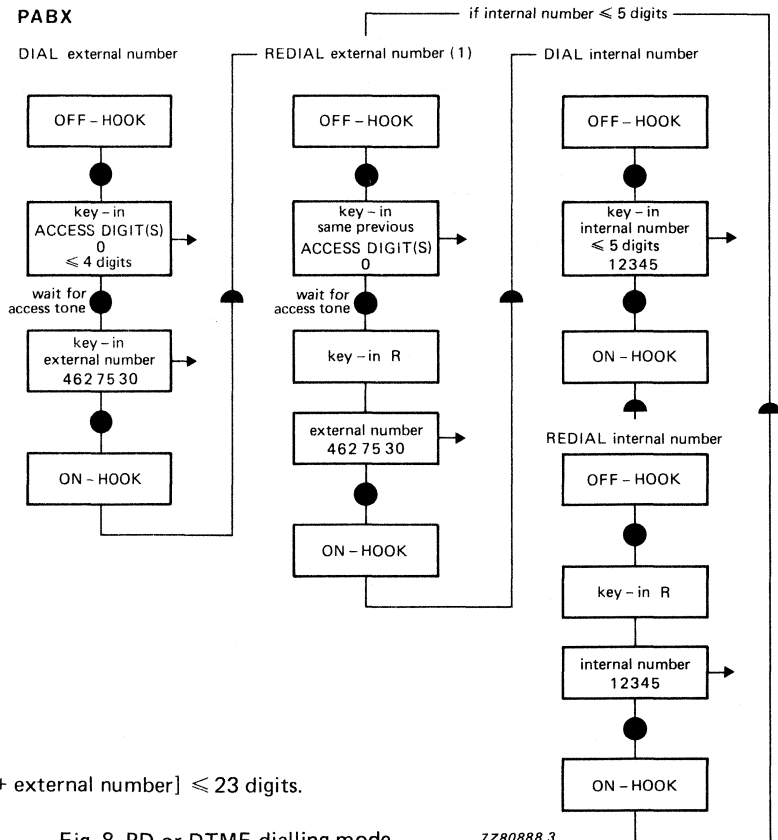 PABX
if internal number ⩽ 5 digits
DIAL external number
REDIAL external number (1)
DIAL internal number
OFF – HOOK
key – in
ACCESS DIGIT(S)
0
⩽ 4 digits
wait for
access tone
key – in
external number
462 75 30
ON – HOOK
OFF – HOOK
key – in
same previous
ACCESS DIGIT(S)
0
wait for
access tone
key – in R
external number
462 75 30
ON – HOOK
OFF – HOOK
key – in
internal number
⩽ 5 digits
12345
ON – HOOK
REDIAL internal number
OFF – HOOK
key – in R
internal number
12345
ON – HOOK
+ external number] ⩽ 23 digits.
Fig. 8 PD or DTMF dialling mode
7Z80888.3